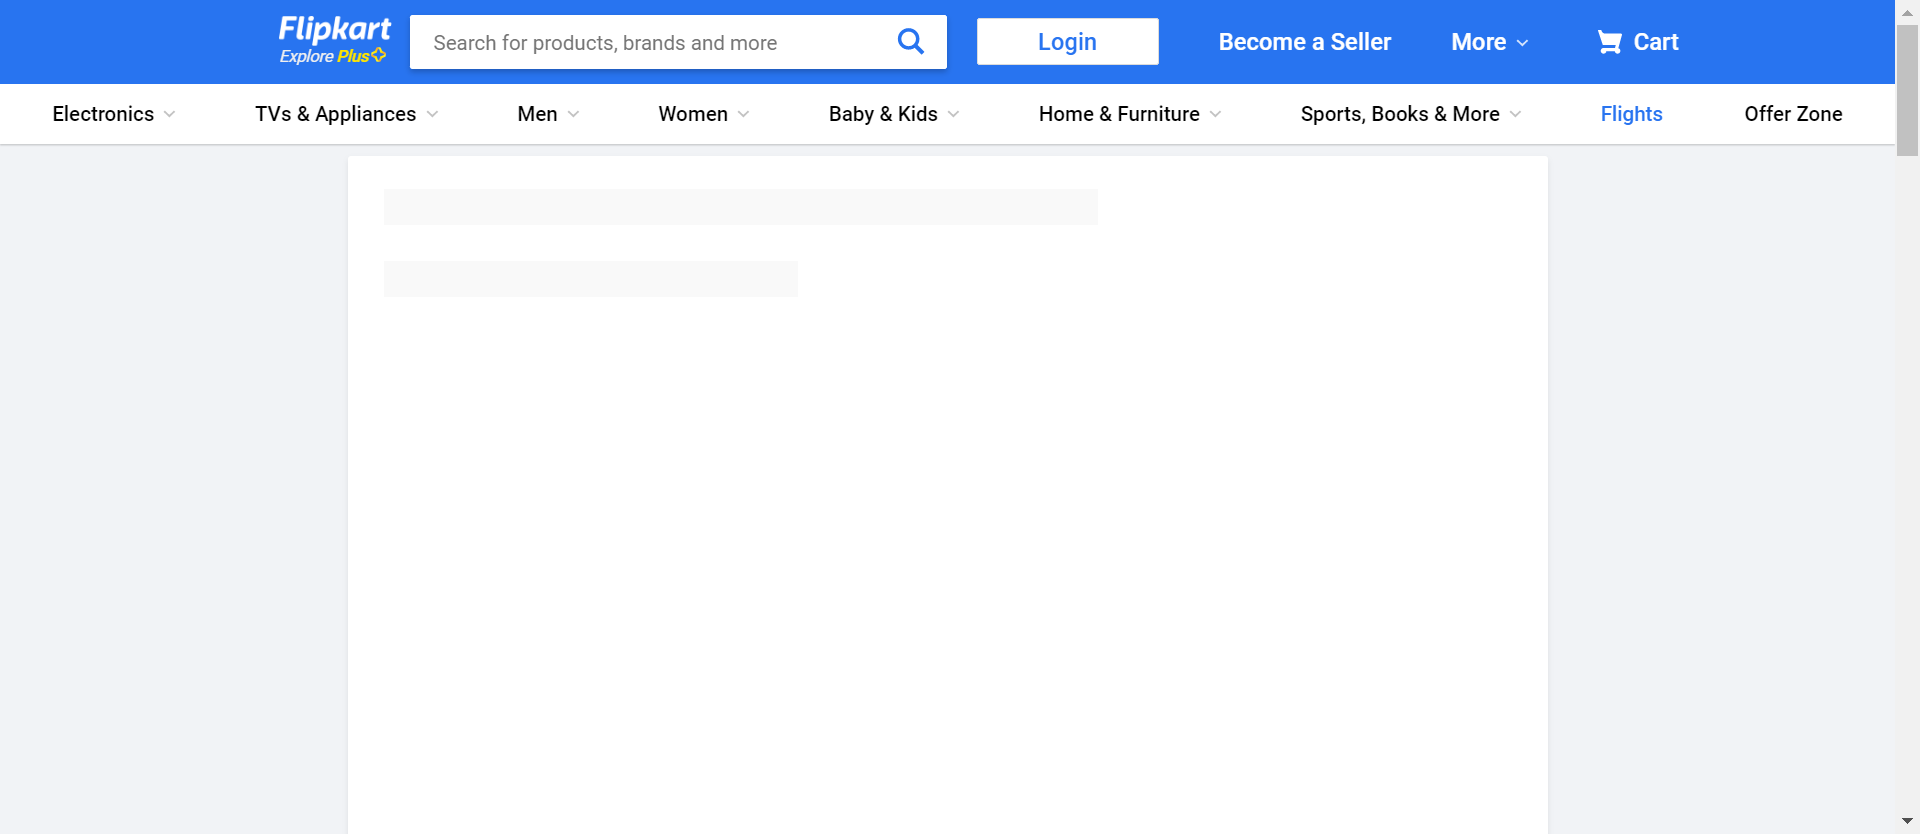 Flipkart
Explore Plus
Search for products, brands and more
Login
Become a Seller
More
Cart
Electronics
TVs & Appliances
Men
Women
Baby & Kids
Home & Furniture
Sports, Books & More
Flights
Offer Zone